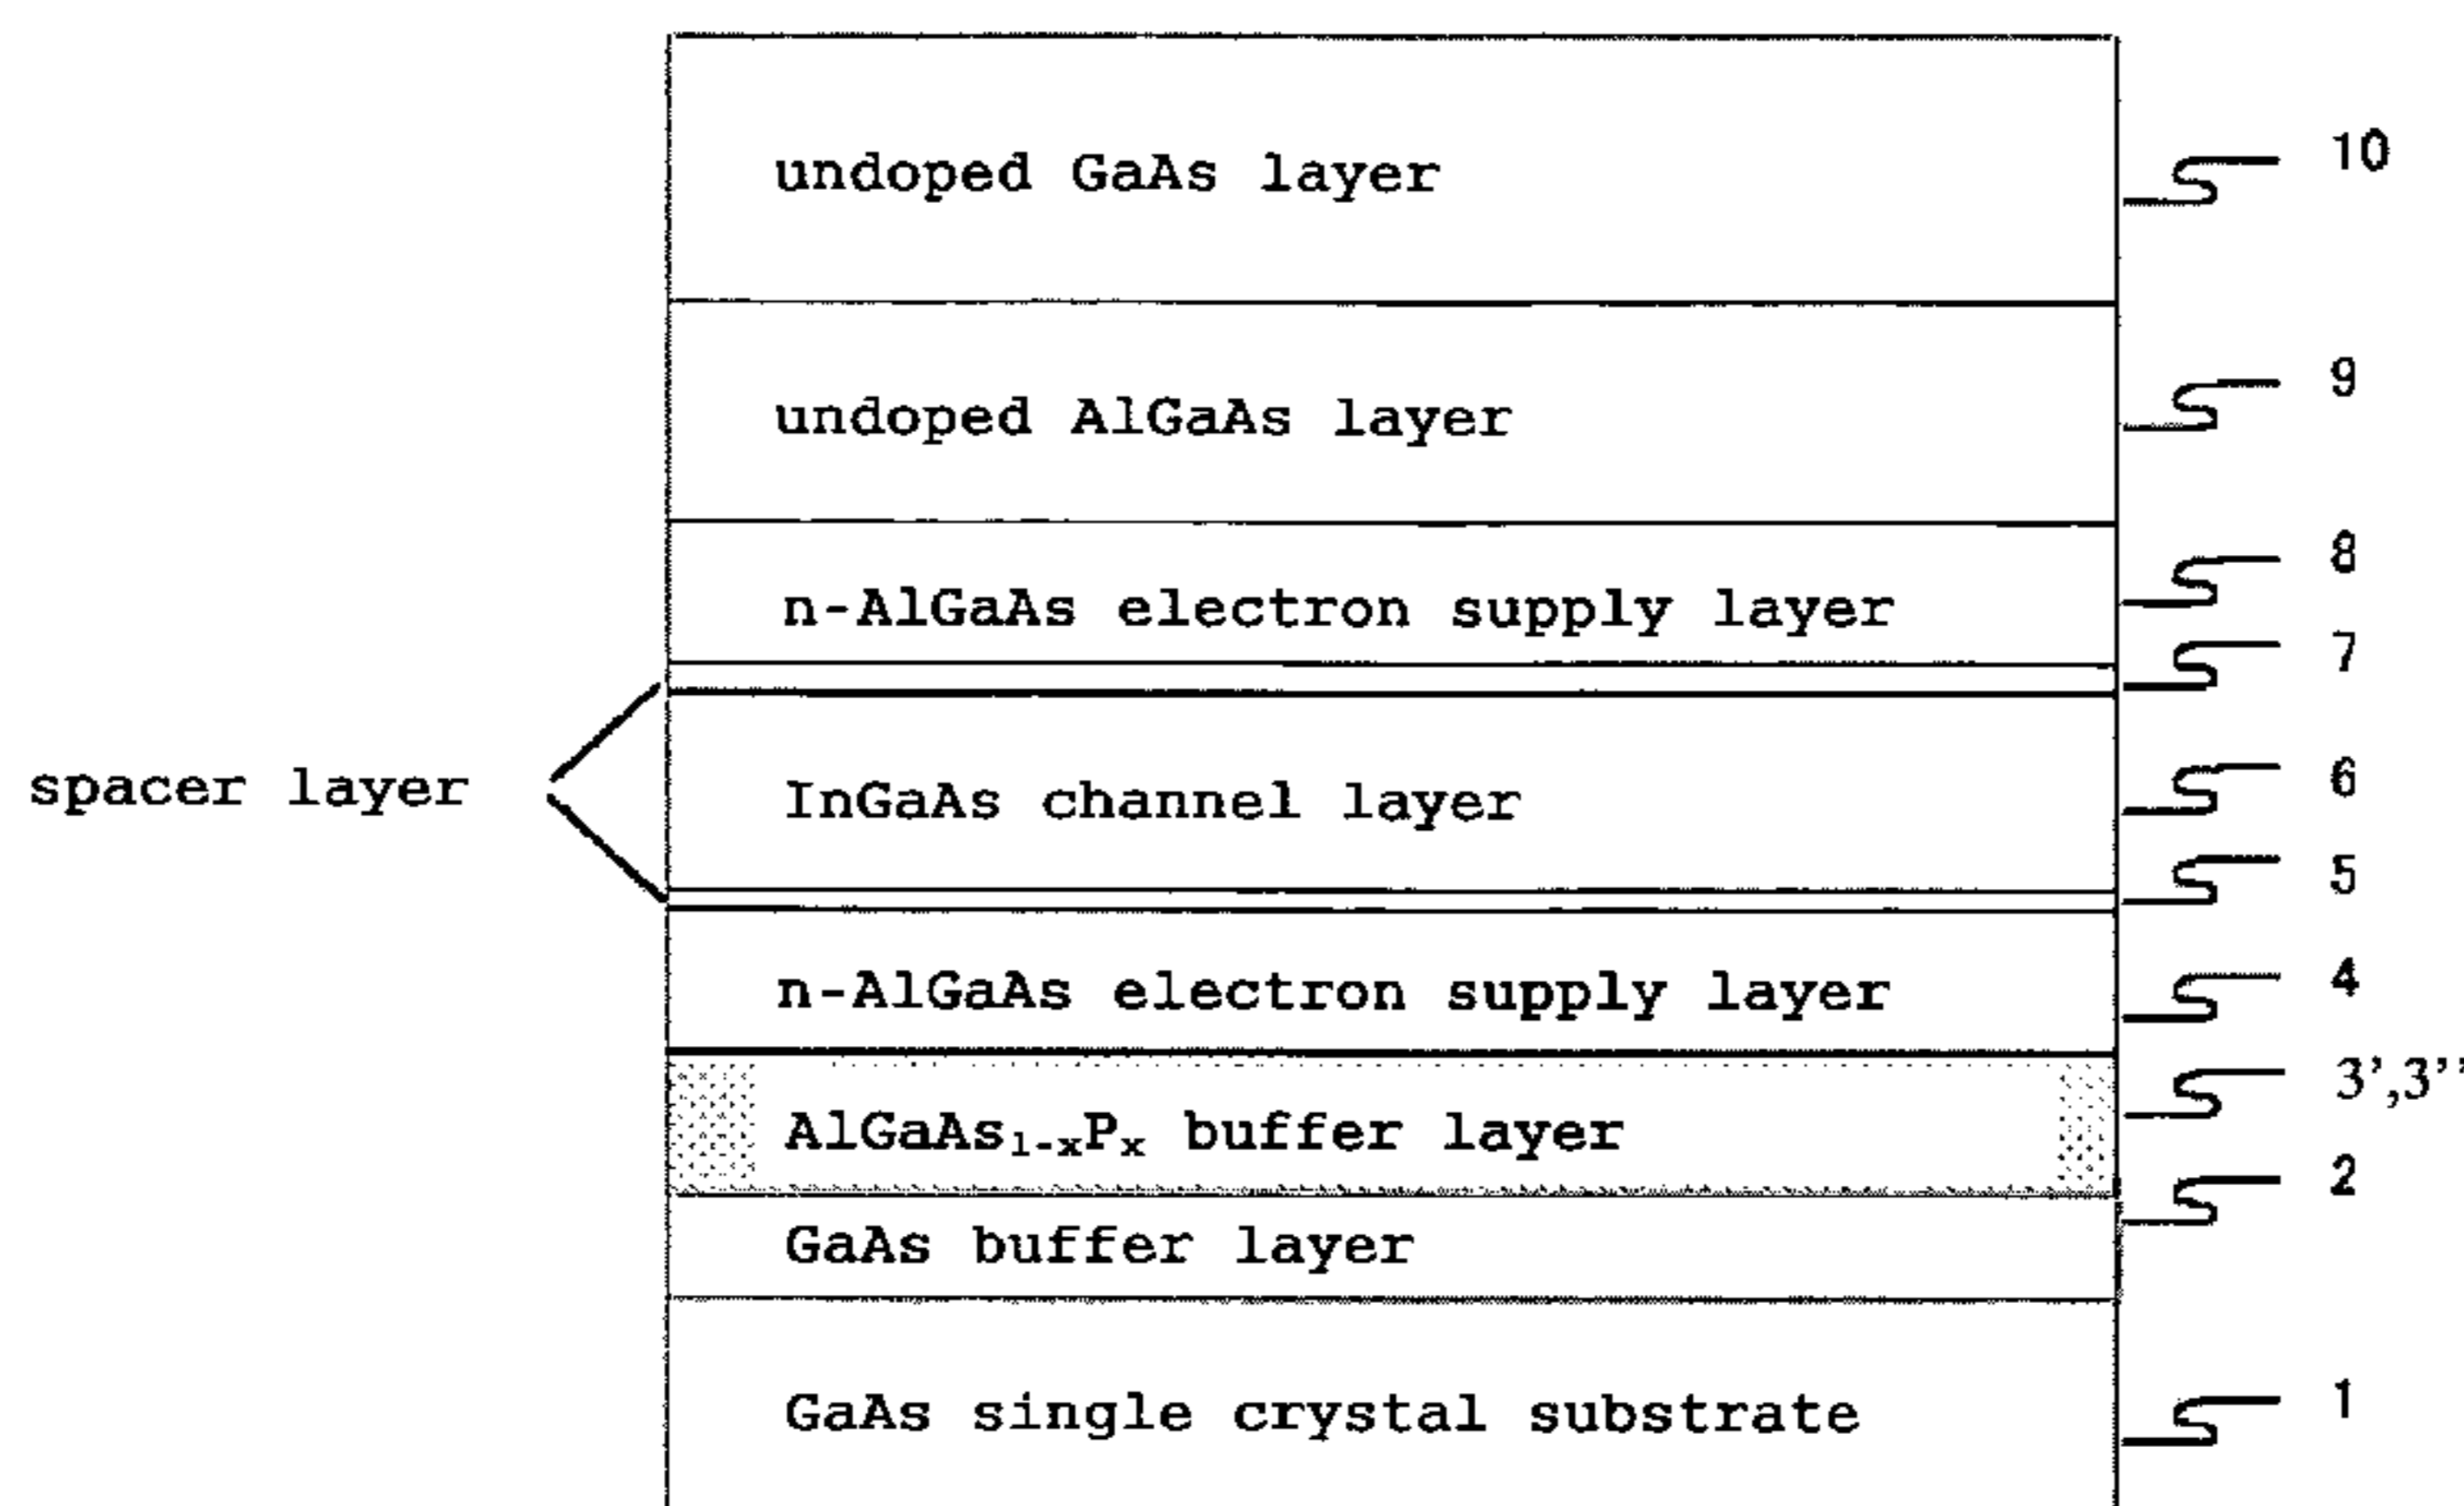 undoped GaAs layer 10
undoped AlGaAs layer 9
n-AlGaAs electron supply layer 8
7
spacer layer
InGaAs channel layer 6
5
n-AlGaAs electron supply layer 4
AlGaAs₁₋ₓPₓ buffer layer 3',3''
GaAs buffer layer 2
GaAs single crystal substrate 1